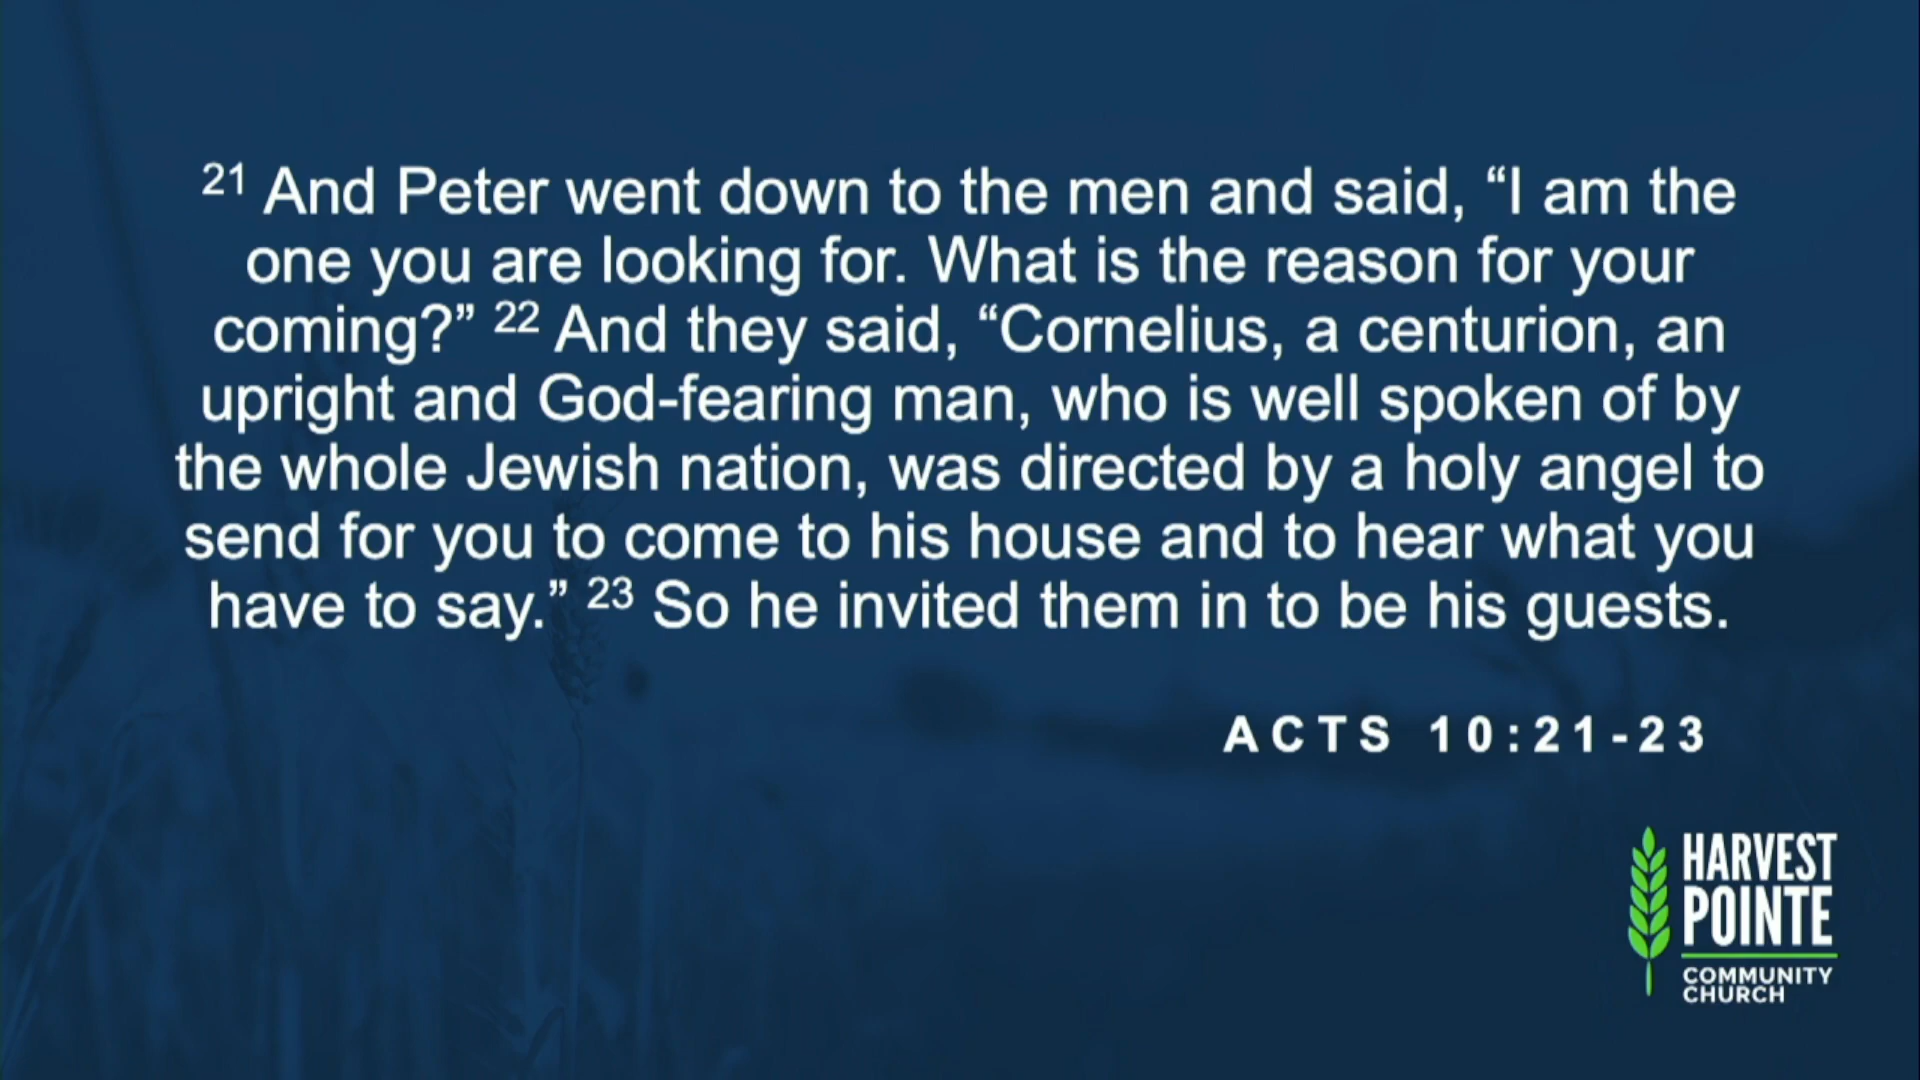 21 And Peter went down to the men and said, “I am the
one you are looking for. What is the reason for your
coming?” 22 And they said, “Cornelius, a centurion, an
upright and God-fearing man, who is well spoken of by
the whole Jewish nation, was directed by a holy angel to
send for you to come to his house and to hear what you
have to say.” 23 So he invited them in to be his guests.
ACTS 10:21-23
HARVEST
POINTE
COMMUNITY
CHURCH